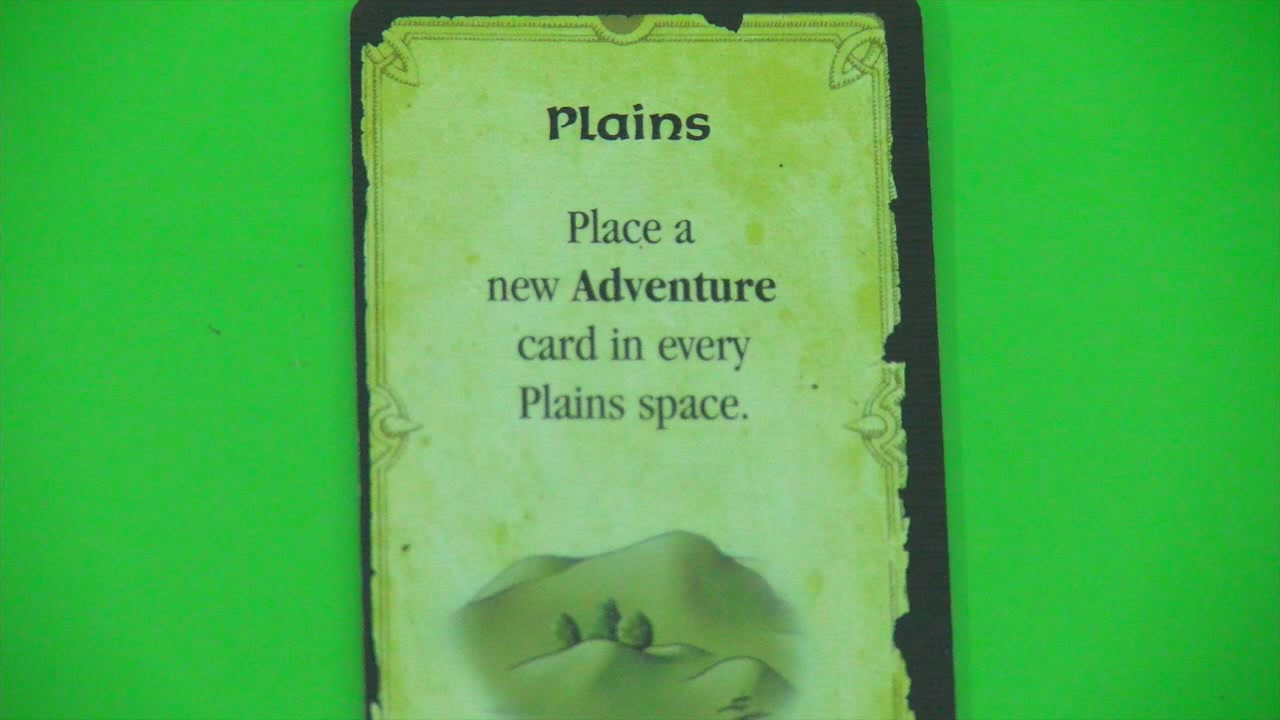 Plains
Place a
new Adventure
card in every
Plains space.